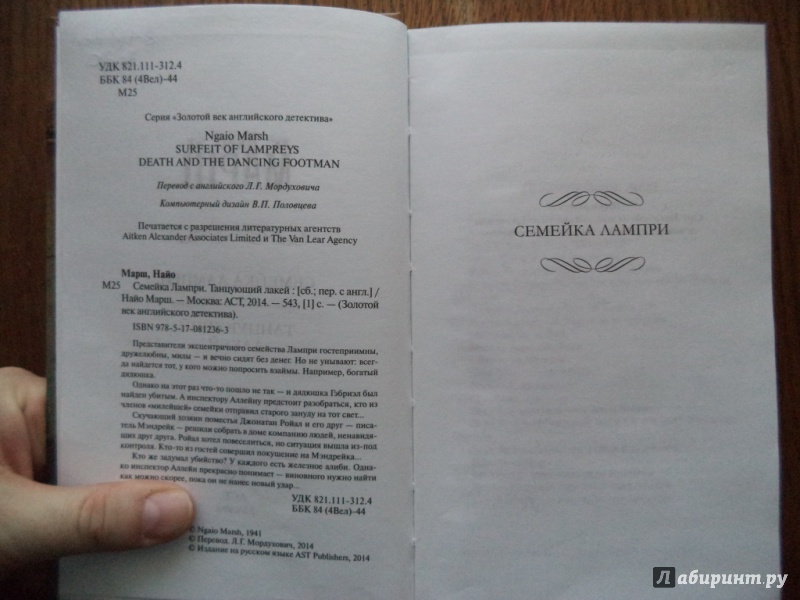 УДК 821.111-312.4
ББК 84 (4Вел)-44
М25
Серия «Золотой век английского детектива»
Ngaio Marsh
SURFEIT OF LAMPREYS
DEATH AND THE DANCING FOOTMAN
Перевод с английского Л.Г. Мордуховича
Компьютерный дизайн В.П. Половцева
Печатается с разрешения литературных агентств
Aitken Alexander Associates Limited и The Van Lear Agency
Марш, Найо
М25 Семейка Лампри. Танцующий лакей : [сб.; пер. с англ.] /
Найо Марш. — Москва: АСТ, 2014. — 543, [1] с. — (Золотой
век английского детектива).
ISBN 978-5-17-081236-3
Представители эксцентричного семейства Лампри гостеприимны,
дружелюбны, милы — и вечно сидят без денег. Но не унывают: всег-
да найдется тот, у кого можно попросить взаймы. Например, богатый
дядюшка.
Однако на этот раз что-то пошло не так — и дядюшка Гэбриэл был
найден убитым. А инспектору Аллейну предстоит разобраться, кто из
членов «милейшей» семейки отправил старого зануду на тот свет...
Скучающий хозяин поместья Джонатан Ройал и его друг — писа-
тель Мэндрейк — решили собрать в доме компанию людей, ненавидя-
щих друг друга. Ройал хотел повеселиться, но ситуация вышла из-под
контроля. Кто-то из гостей совершил покушение на Мэндрейка...
Кто же задумал убийство? У каждого есть железное алиби. Одна-
ко инспектор Аллейн прекрасно понимает — виновного нужно найти
как можно скорее, пока он не нанес новый удар...
УДК 821.111-312.4
ББК 84 (4Вел)-44
© Ngaio Marsh, 1941
© Перевод. Л.Г. Мордухович, 2014
© Издание на русском языке AST Publishers, 2014
СЕМЕЙКА ЛАМПРИ
Лабиринт.ру